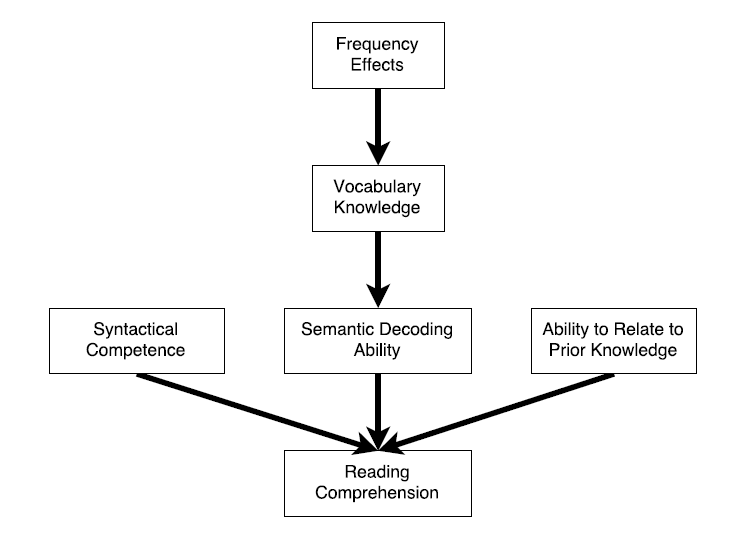 Frequency
Effects
Vocabulary
Knowledge
Syntactical
Competence
Semantic Decoding
Ability
Ability to Relate to
Prior Knowledge
Reading
Comprehension